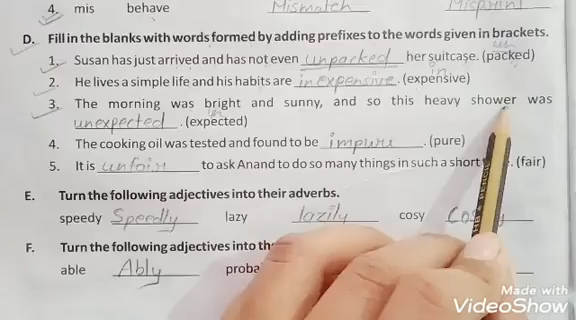 4. mis behave Mismatch Misprint
D. Fill in the blanks with words formed by adding prefixes to the words given in brackets.
un
1. Susan has just arrived and has not even unpacked her suitcase. (packed)
in
2. He lives a simple life and his habits are inexpensive. (expensive)
3. The morning was bright and sunny, and so this heavy shower was
un
unexpected. (expected)
4. The cooking oil was tested and found to be impure. (pure)
5. It is unfair to ask Anand to do so many things in such a short . (fair)
E. Turn the following adjectives into their adverbs.
speedy Speedly lazy lazily cosy
F. Turn the following adjectives into
able Ably
Made with
VideoShow